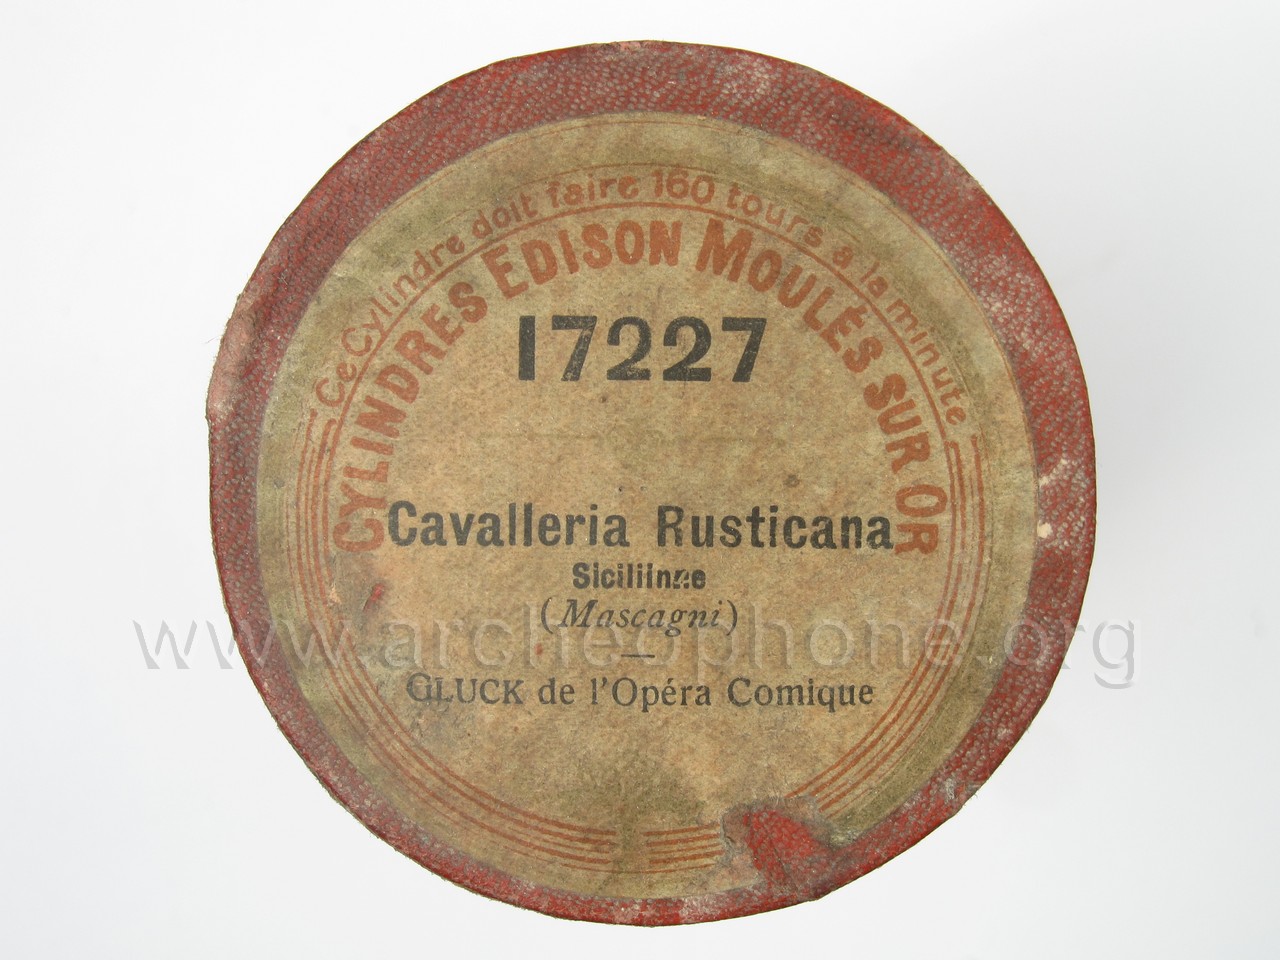 Ce Cylindre doit faire 160 tours à la minute
CYLINDRES EDISON MOULÉS SUR OR
17227
Cavalleria Rusticana
Siciliinne
(Mascagni)
www.archeophone.org
GLUCK de l'Opéra Comique